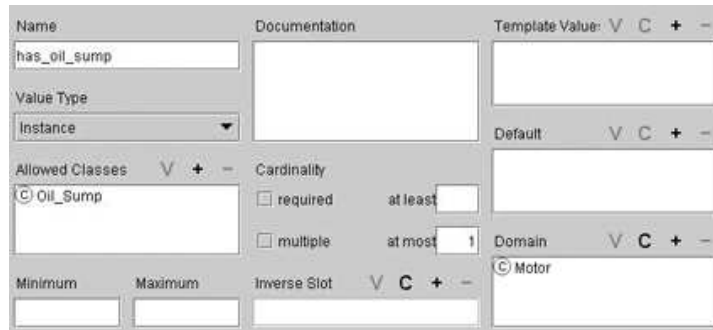 Name
has_oil_sump
Value Type
Instance
Allowed Classes V + -
C Oil_Sump
Minimum Maximum
Documentation
Cardinality
required at least
multiple at most 1
Inverse Slot V C + -
Template Value: V C + -
Default V C + -
Domain V C + -
C Motor